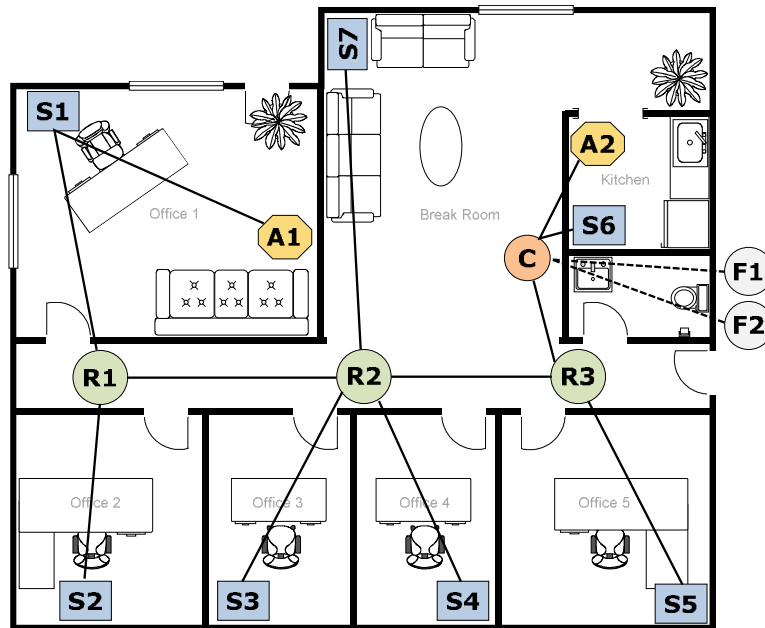 S7
S1
A2
Kitchen
Office 1
Break Room
S6
A1
C
F1
F2
R1
R2
R3
Office 2
Office 3
Office 4
Office 5
S2
S3
S4
S5